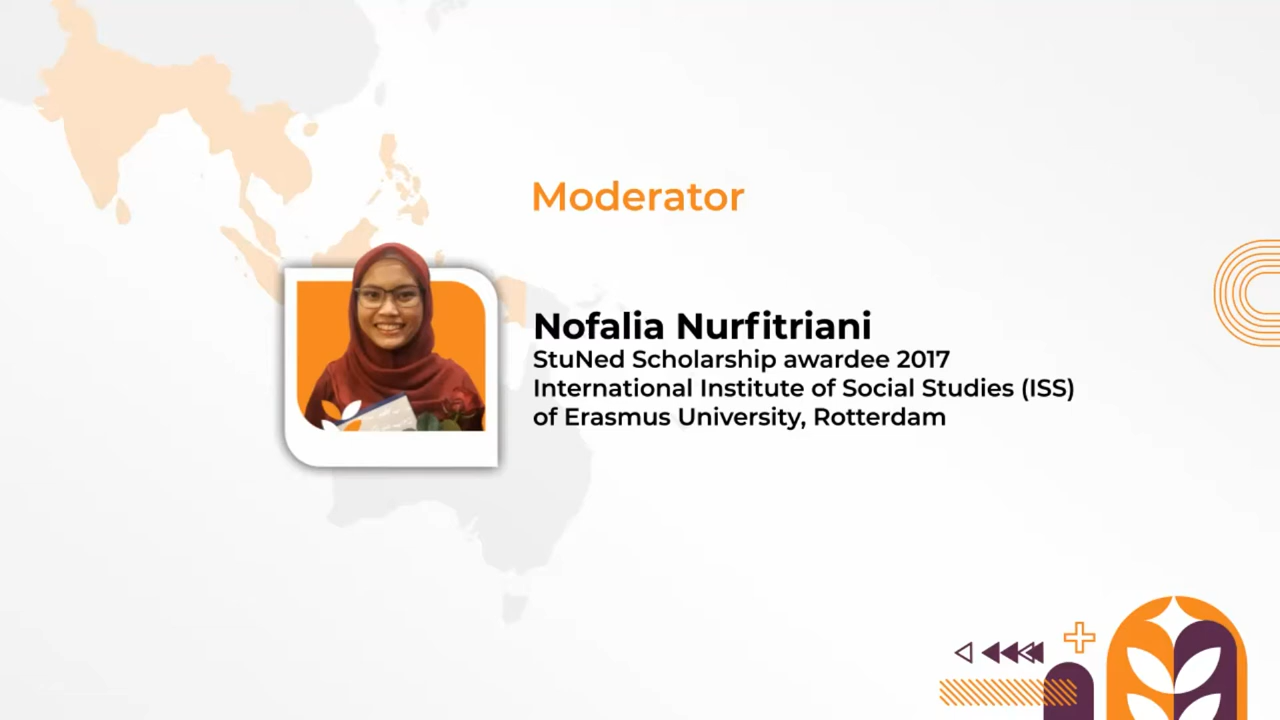 Moderator
Nofalia Nurfitriani
StuNed Scholarship awardee 2017
International Institute of Social Studies (ISS)
of Erasmus University, Rotterdam